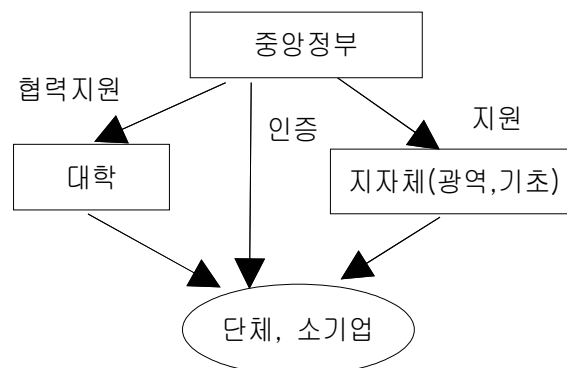 중앙정부
협력지원
인증
지원
대학
지자체(광역,기초)
단체, 소기업